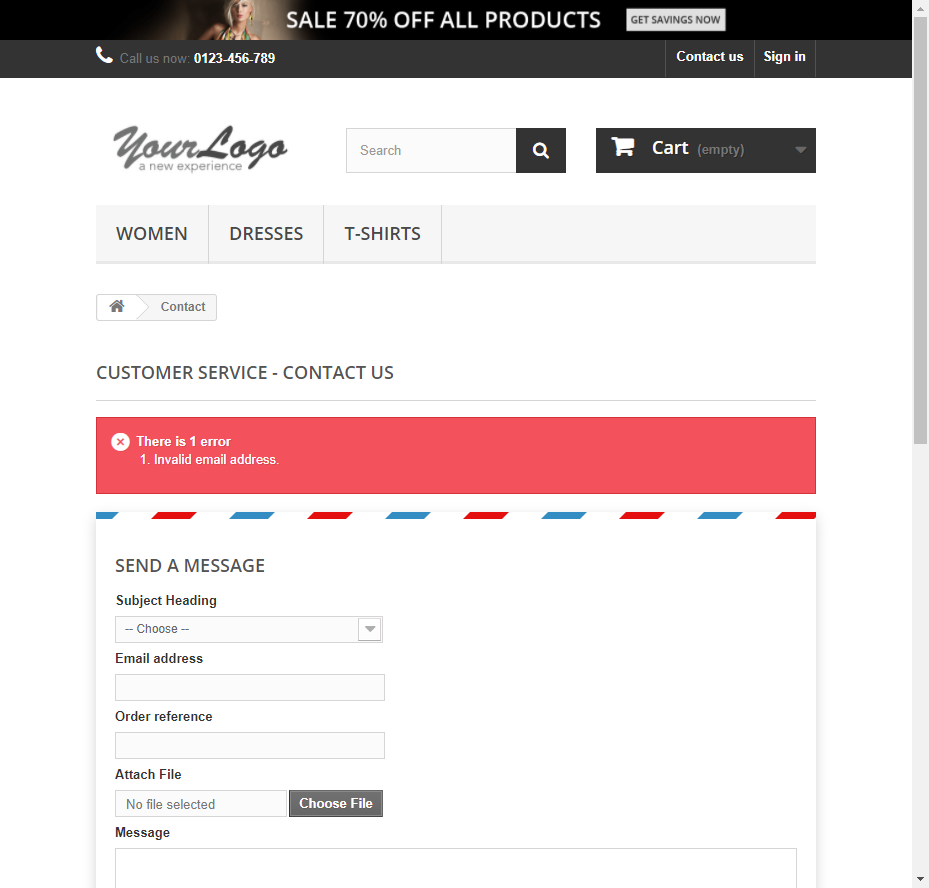 SALE 70% OFF ALL PRODUCTS GET SAVINGS NOW
Call us now: 0123-456-789 Contact us Sign in
YourLogo
a new experience
Search
Cart (empty)
WOMEN DRESSES T-SHIRTS
Contact
CUSTOMER SERVICE - CONTACT US
There is 1 error
1. Invalid email address.
SEND A MESSAGE
Subject Heading
-- Choose --
Email address
Order reference
Attach File
No file selected Choose File
Message